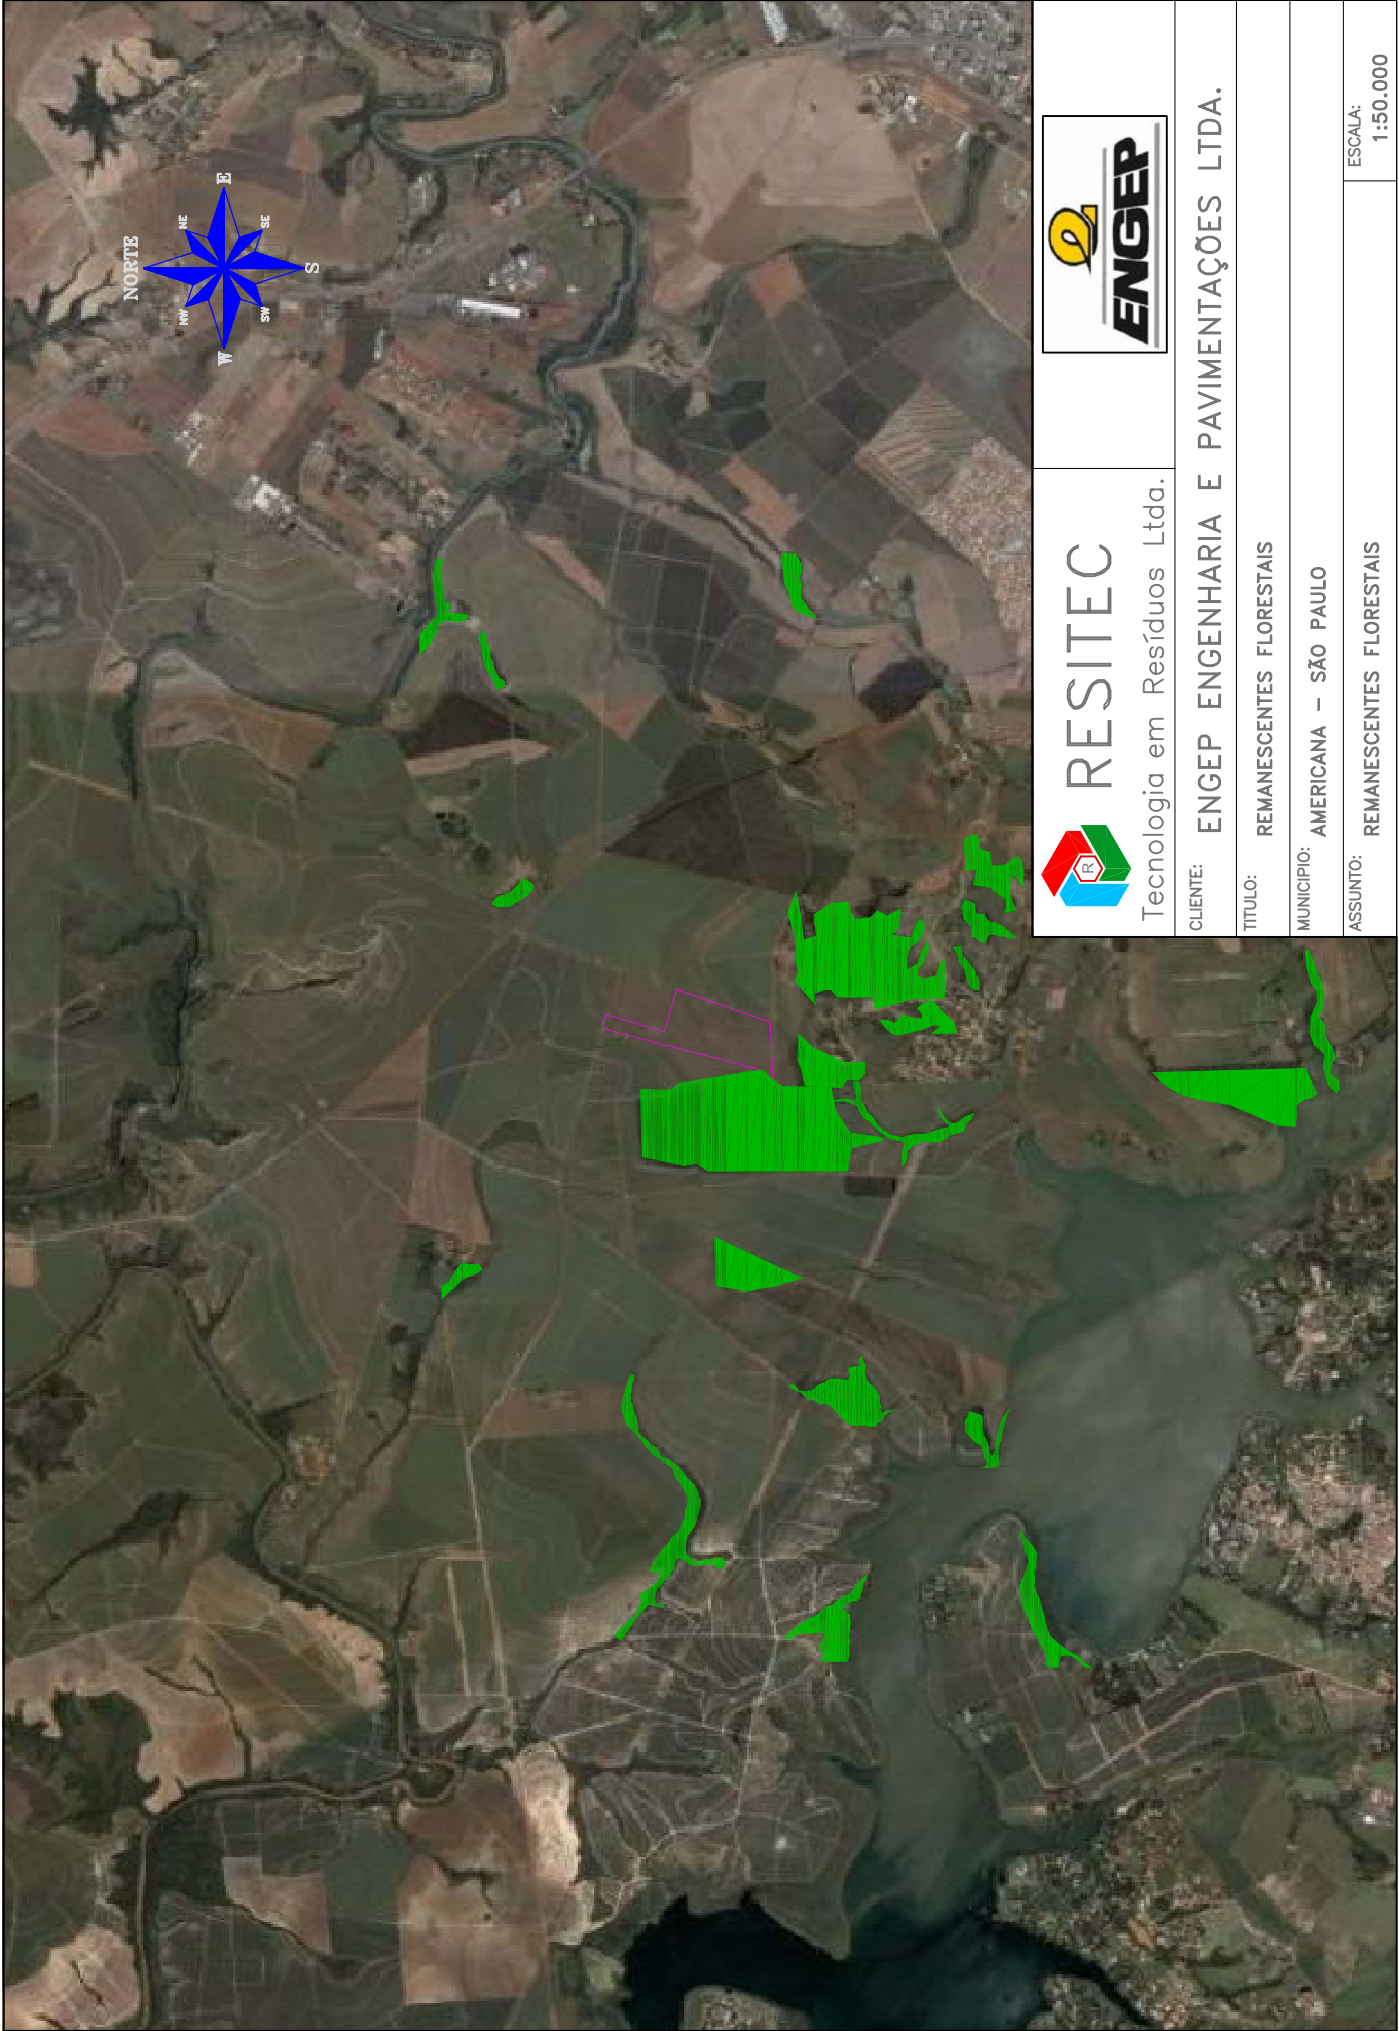 NORTE
NW
NE
W
E
SW
SE
S
R
RESITEC
Tecnologia em Resíduos Ltda.
ENGEP
CLIENTE:
ENGEP ENGENHARIA E PAVIMENTAÇÕES LTDA.
TITULO:
REMANESCENTES FLORESTAIS
MUNICIPIO:
AMERICANA – SÃO PAULO
ASSUNTO:
REMANESCENTES FLORESTAIS
ESCALA:
1:50.000